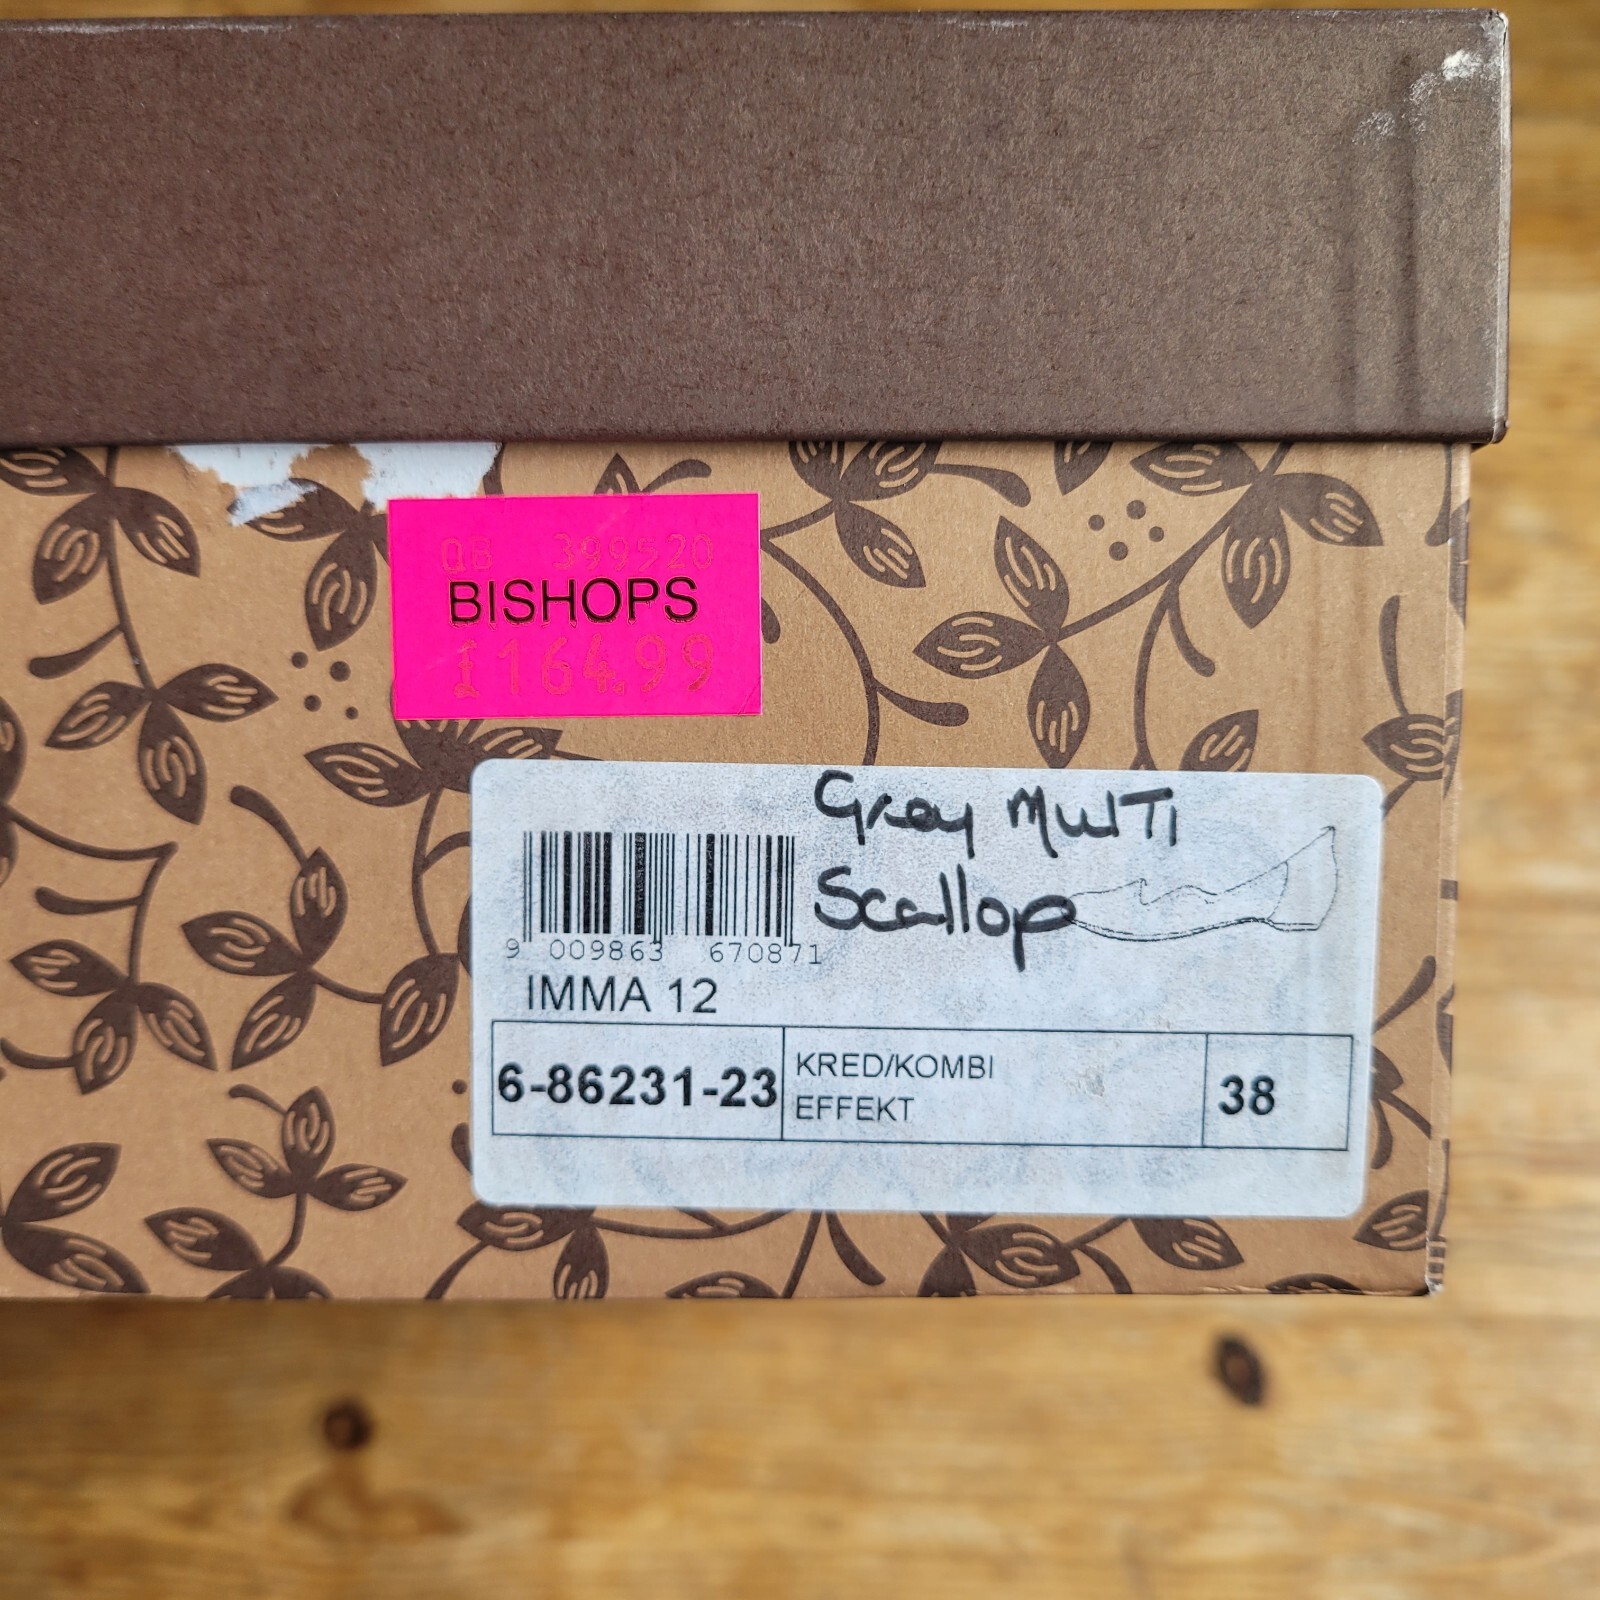 QB 399520
BISHOPS
£164.99
Grey Multi
Scallop
9 009863 670871
IMMA 12
6-86231-23
KRED/KOMBI
EFFEKT
38